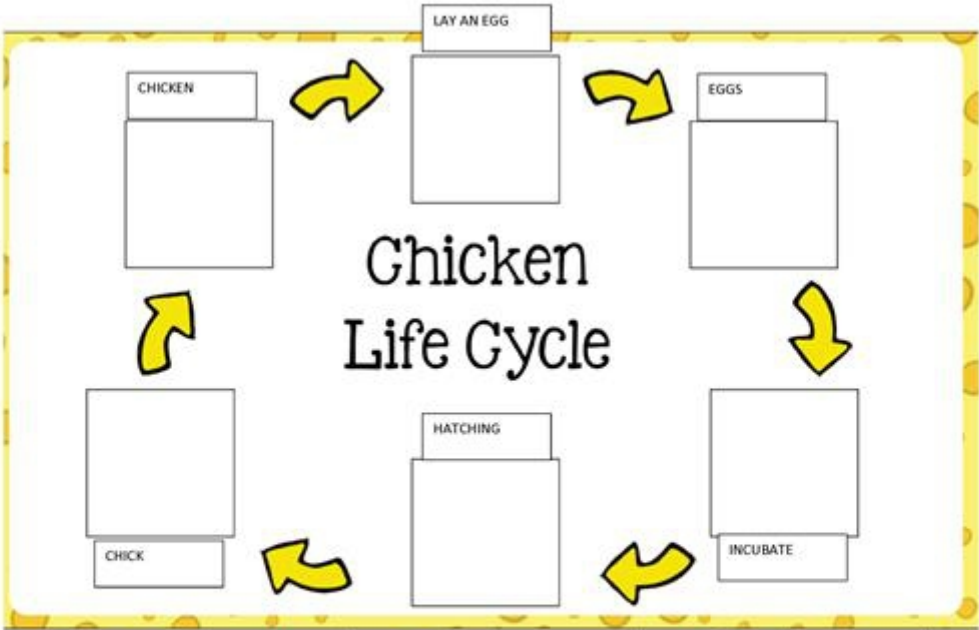 LAY AN EGG
CHICKEN
EGGS
Chicken
Life Cycle
HATCHING
CHICK
INCUBATE